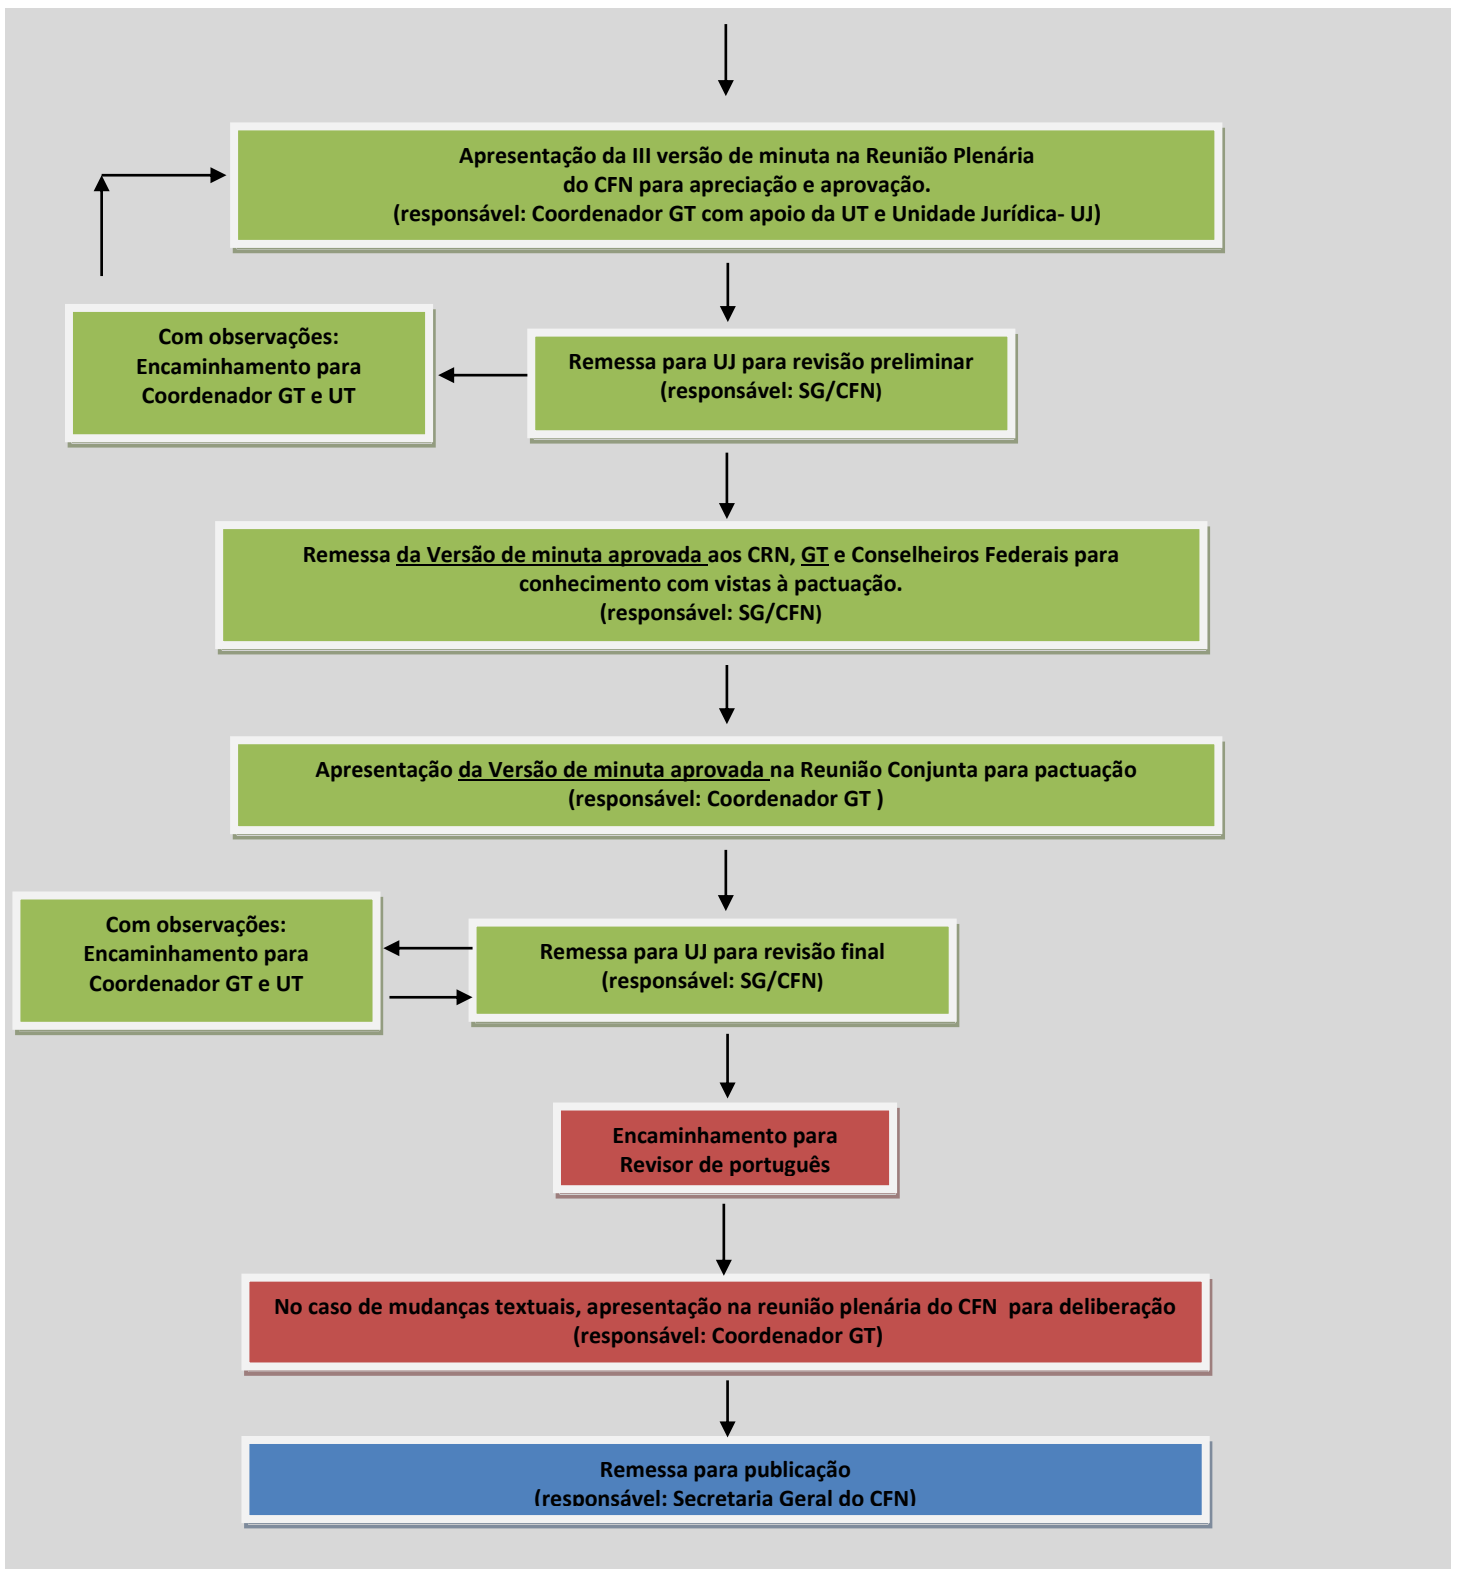 Apresentação da III versão de minuta na Reunião Plenária
do CFN para apreciação e aprovação.
(responsável: Coordenador GT com apoio da UT e Unidade Jurídica- UJ)
Com observações:
Encaminhamento para
Coordenador GT e UT
Remessa para UJ para revisão preliminar
(responsável: SG/CFN)
Remessa da Versão de minuta aprovada aos CRN, GT e Conselheiros Federais para
conhecimento com vistas à pactuação.
(responsável: SG/CFN)
Apresentação da Versão de minuta aprovada na Reunião Conjunta para pactuação
(responsável: Coordenador GT )
Com observações:
Encaminhamento para
Coordenador GT e UT
Remessa para UJ para revisão final
(responsável: SG/CFN)
Encaminhamento para
Revisor de português
No caso de mudanças textuais, apresentação na reunião plenária do CFN  para deliberação
(responsável: Coordenador GT)
Remessa para publicação
(responsável: Secretaria Geral do CFN)